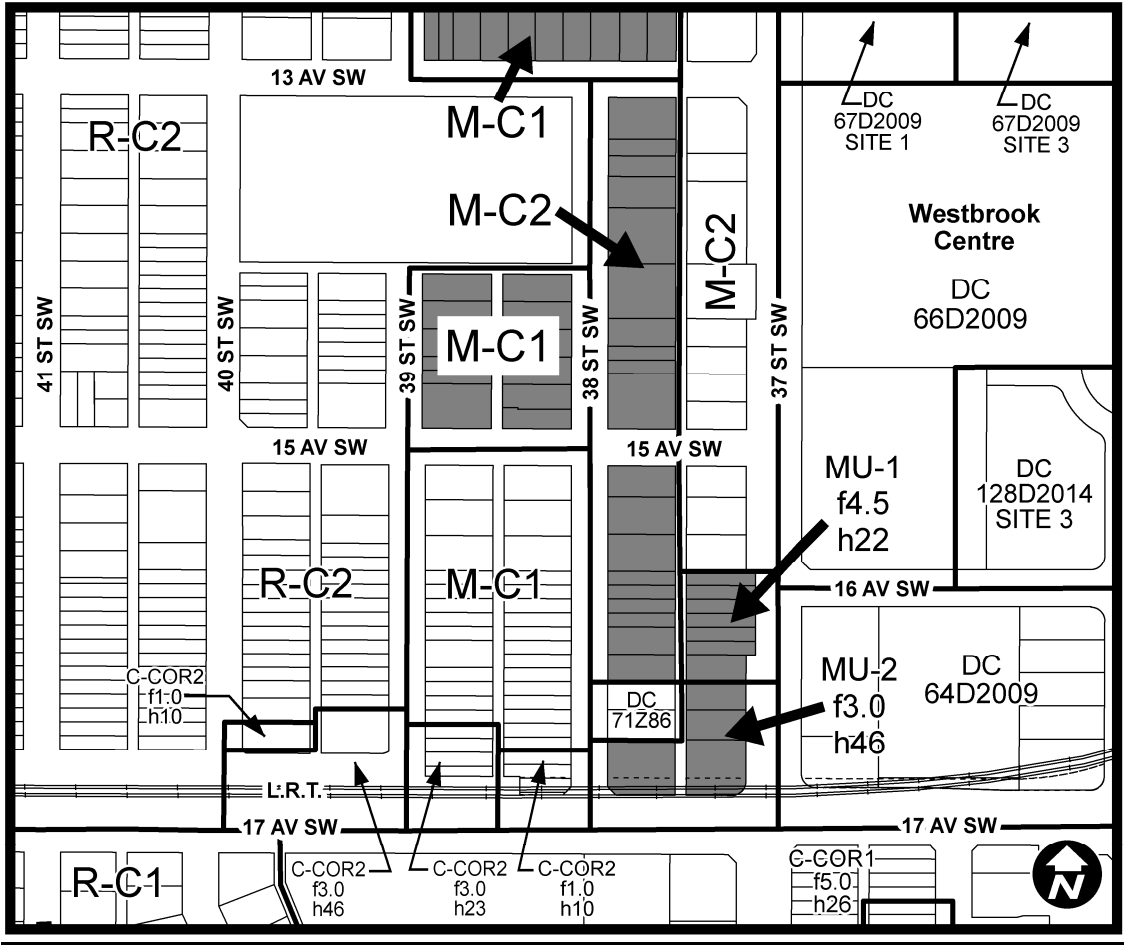 13 AV SW
M-C1
R-C2
DC
67D2009
SITE 1
DC
67D2009
SITE 3
M-C2
M-C2
Westbrook
Centre
DC
66D2009
41 ST SW
40 ST SW
39 ST SW
M-C1
38 ST SW
37 ST SW
15 AV SW
15 AV SW
MU-1
f4.5
h22
DC
128D2014
SITE 3
R-C2
M-C1
16 AV SW
C-COR2
f1.0
h10
DC
71Z86
MU-2
f3.0
h46
DC
64D2009
L.R.T.
17 AV SW
17 AV SW
R-C1
C-COR2
f3.0
h46
C-COR2
f3.0
h23
C-COR2
f1.0
h10
C-COR1
f5.0
h26
N